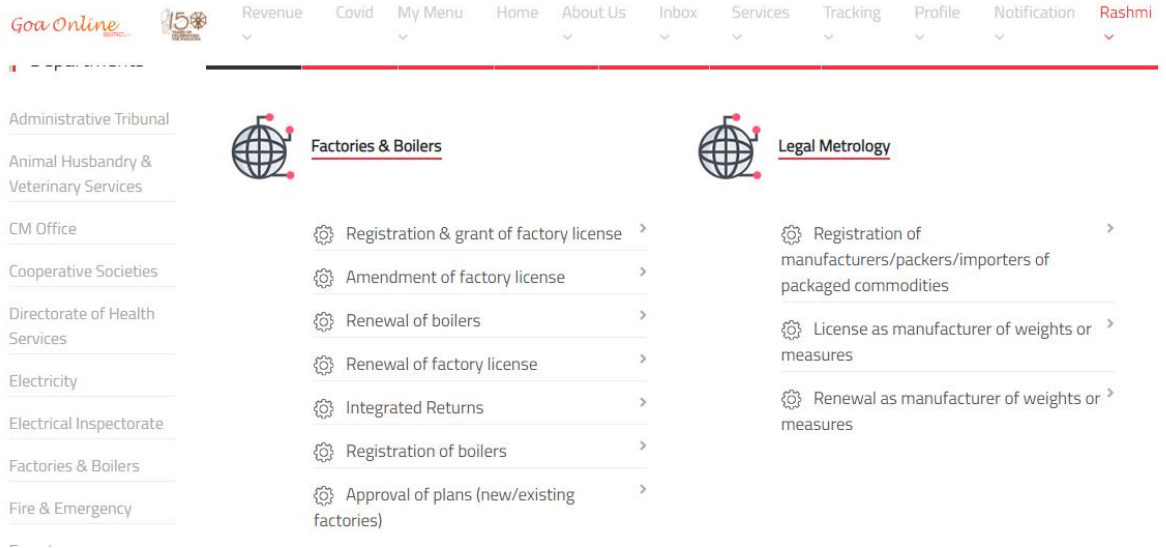 Goa Online
150
Revenue
Covid
My Menu
Home
About Us
Inbox
Services
Tracking
Profile
Notification
Rashmi
Departments
Administrative Tribunal
Animal Husbandry &
Veterinary Services
CM Office
Cooperative Societies
Directorate of Health
Services
Electricity
Electrical Inspectorate
Factories & Boilers
Fire & Emergency
Factories & Boilers
Registration & grant of factory license
Amendment of factory license
Renewal of boilers
Renewal of factory license
Integrated Returns
Registration of boilers
Approval of plans (new/existing
factories)
Legal Metrology
Registration of
manufacturers/packers/importers of
packaged commodities
License as manufacturer of weights or
measures
Renewal as manufacturer of weights or
measures